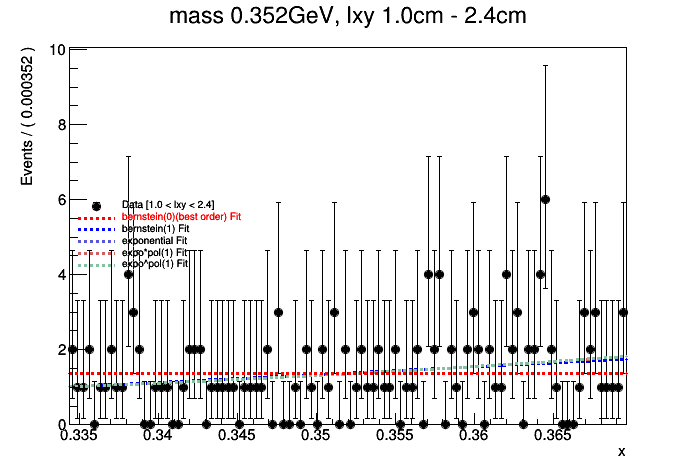 mass 0.352GeV, lxy 1.0cm - 2.4cm
Events / ( 0.000352 )
10
8
6
4
2
0
Data [1.0 < lxy < 2.4]
bernstein(0)(best order) Fit
bernstein(1) Fit
exponential Fit
expo*pol(1) Fit
expo^pol(1) Fit
0.335 0.34 0.345 0.35 0.355 0.36 0.365
x